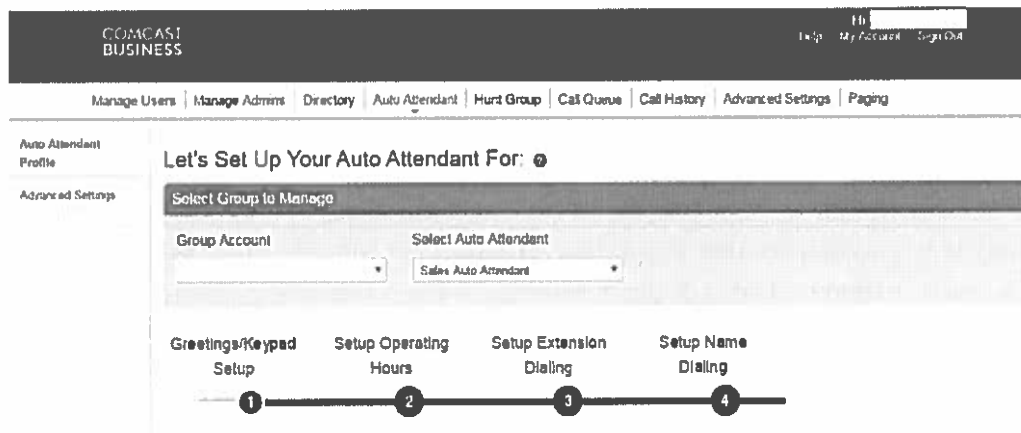 COMCAST
BUSINESS
Hi
Help My Account Sign Out
Manage Users Manage Admins Directory Auto Attendant Hunt Group Call Queue Call History Advanced Settings Paging
Auto Attendant
Profile
Advanced Settings
Let's Set Up Your Auto Attendant For:
Select Group to Manage
Group Account Select Auto Attendant
Sales Auto Attendant
Greetings/Keypad Setup Operating Setup Extension Setup Name
Setup Hours Dialing Dialing
1 2 3 4